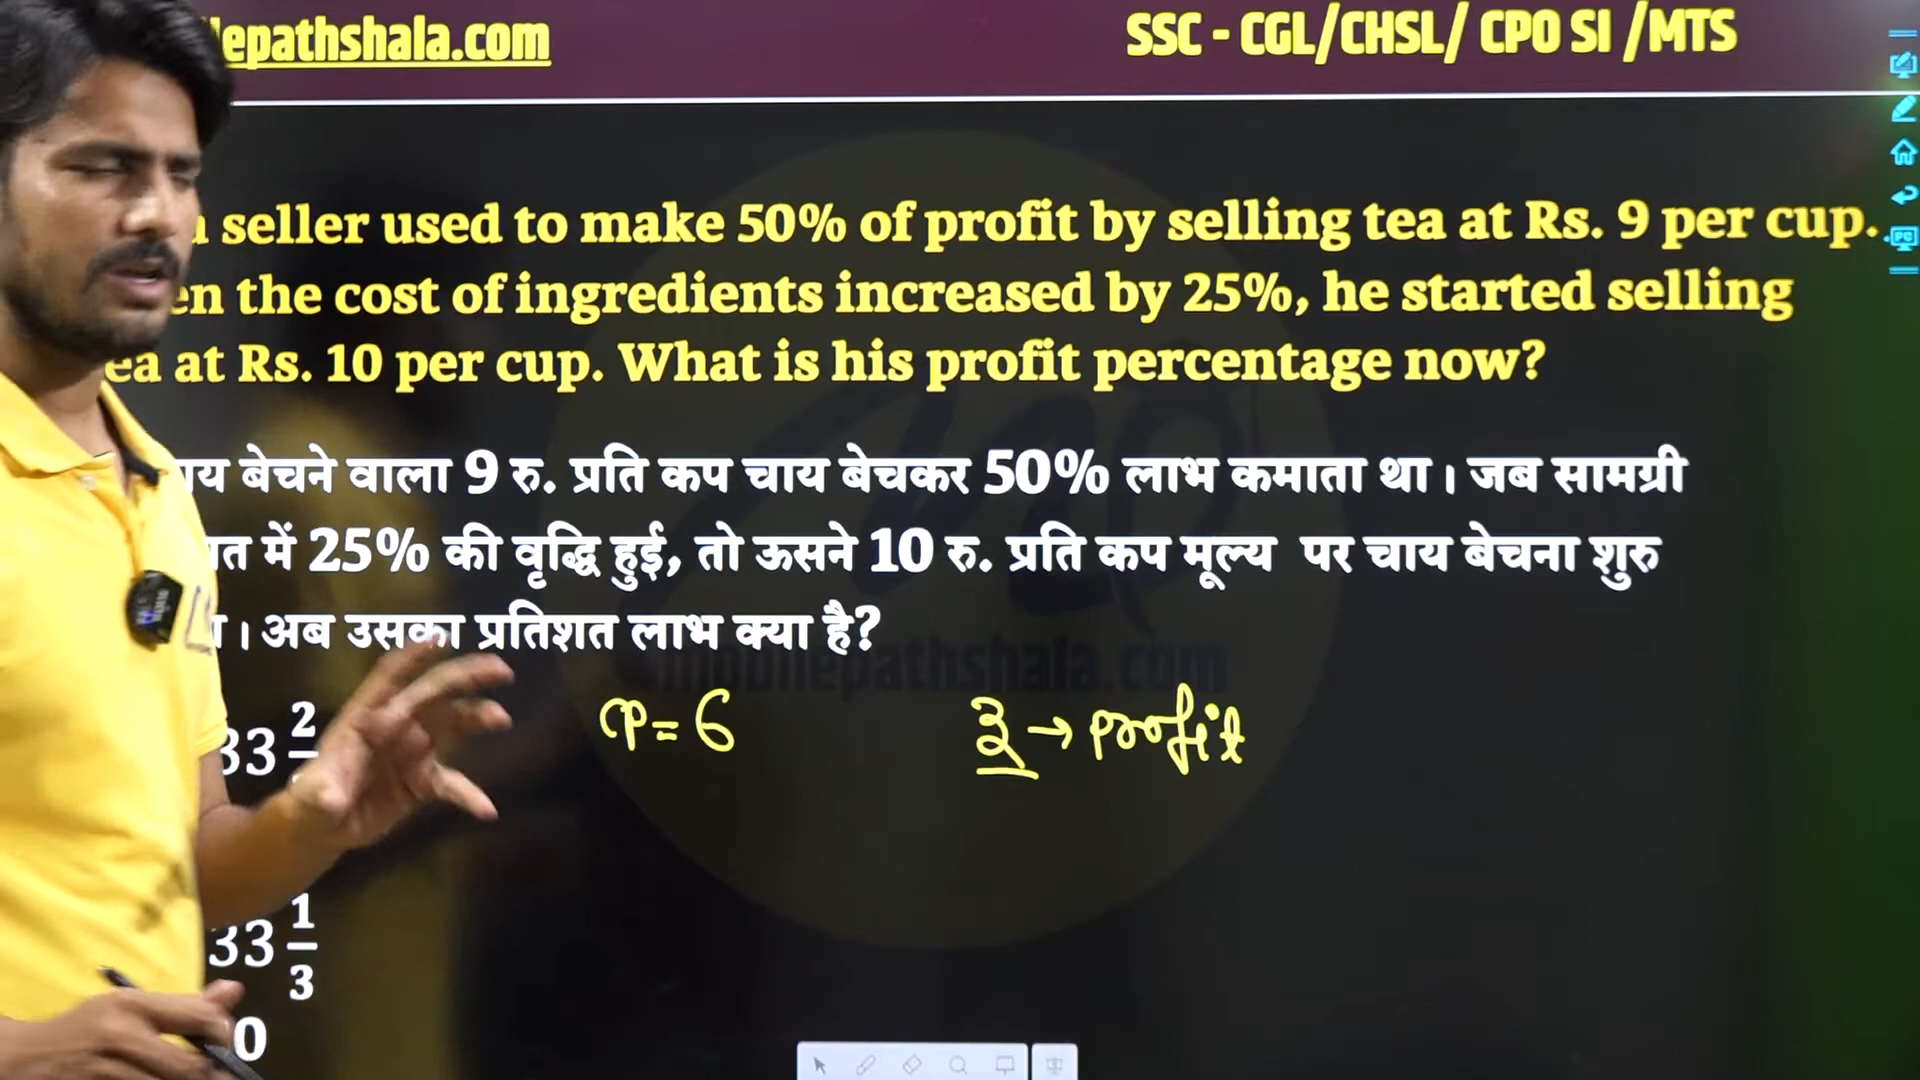 lepathshala.com
SSC - CGL/CHSL/ CPO SI /MTS
seller used to make 50% of profit by selling tea at Rs. 9 per cup.
en the cost of ingredients increased by 25%, he started selling
ea at Rs. 10 per cup. What is his profit percentage now?
ाय बेचने वाला 9 रु. प्रति कप चाय बेचकर 50% लाभ कमाता था। जब सामग्री
त में 25% की वृद्धि हुई, तो ऊसने 10 रु. प्रति कप मूल्य पर चाय बेचना शुरु
। अब उसका प्रतिशत लाभ क्या है?
mobilepathshala.com
CP = 6
3 → profit
33 2
33 1/3
0